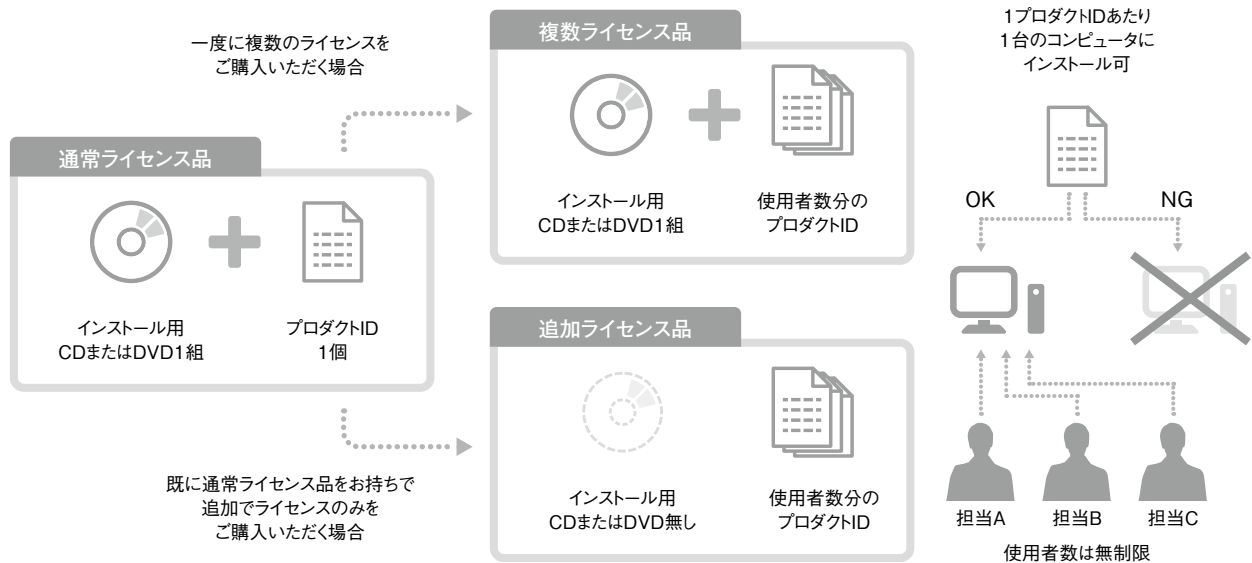 一度に複数のライセンスを
ご購入いただく場合
通常ライセンス品
インストール用
CDまたはDVD1組
プロダクトID
1個
既に通常ライセンス品をお持ちで
追加でライセンスのみを
ご購入いただく場合
複数ライセンス品
インストール用
CDまたはDVD1組
使用者数分の
プロダクトID
追加ライセンス品
インストール用
CDまたはDVD無し
使用者数分の
プロダクトID
1プロダクトIDあたり
1台のコンピュータに
インストール可
OK
NG
担当A
担当B
担当C
使用者数は無制限